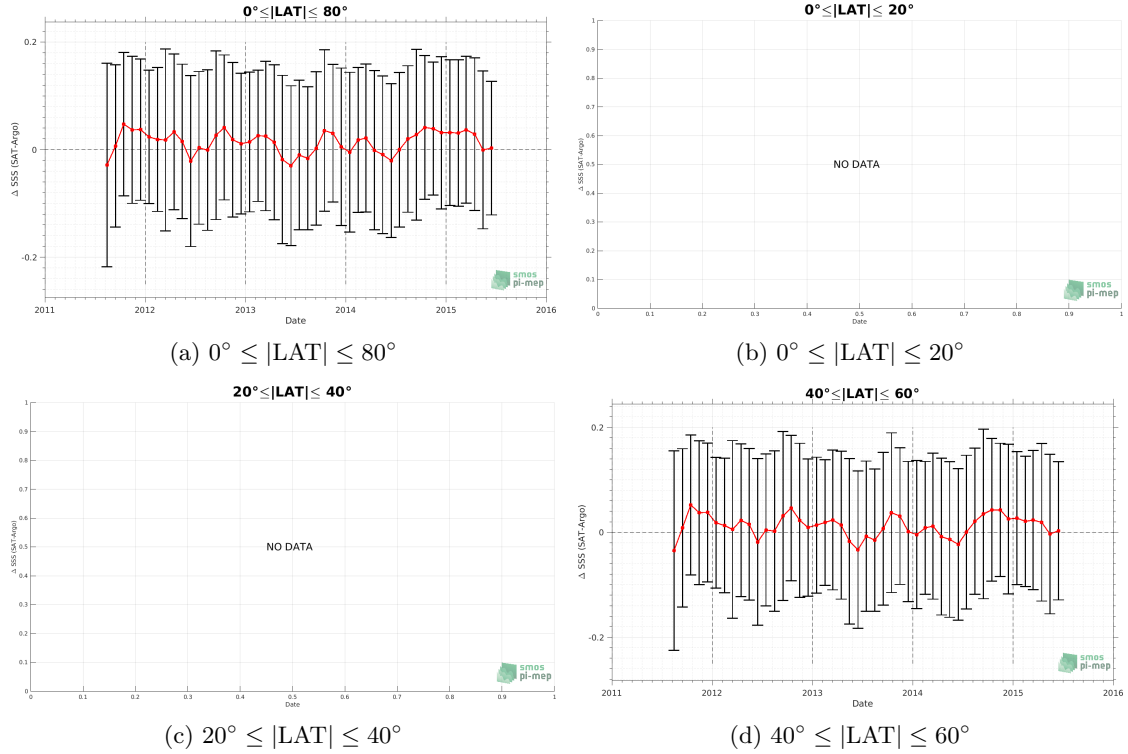 0°≤|LAT|≤ 80°
0.2
0
-0.2
Δ SSS (SAT-Argo)
2011 2012 2013 2014 2015 2016
Date
smos
pi-mep
(a) 0° ≤ |LAT| ≤ 80°
0°≤|LAT|≤ 20°
1
0.9
0.8
0.7
0.6
0.5
0.4
0.3
0.2
0.1
0
Δ SSS (SAT-Argo)
NO DATA
0 0.1 0.2 0.3 0.4 0.5 0.6 0.7 0.8 0.9 1
Date
smos
pi-mep
(b) 0° ≤ |LAT| ≤ 20°
20°≤|LAT|≤ 40°
1
0.9
0.8
0.7
0.6
0.5
0.4
0.3
0.2
0.1
0
Δ SSS (SAT-Argo)
NO DATA
0 0.1 0.2 0.3 0.4 0.5 0.6 0.7 0.8 0.9 1
Date
smos
pi-mep
(c) 20° ≤ |LAT| ≤ 40°
40°≤|LAT|≤ 60°
0.2
0
-0.2
Δ SSS (SAT-Argo)
2011 2012 2013 2014 2015 2016
Date
smos
pi-mep
(d) 40° ≤ |LAT| ≤ 60°